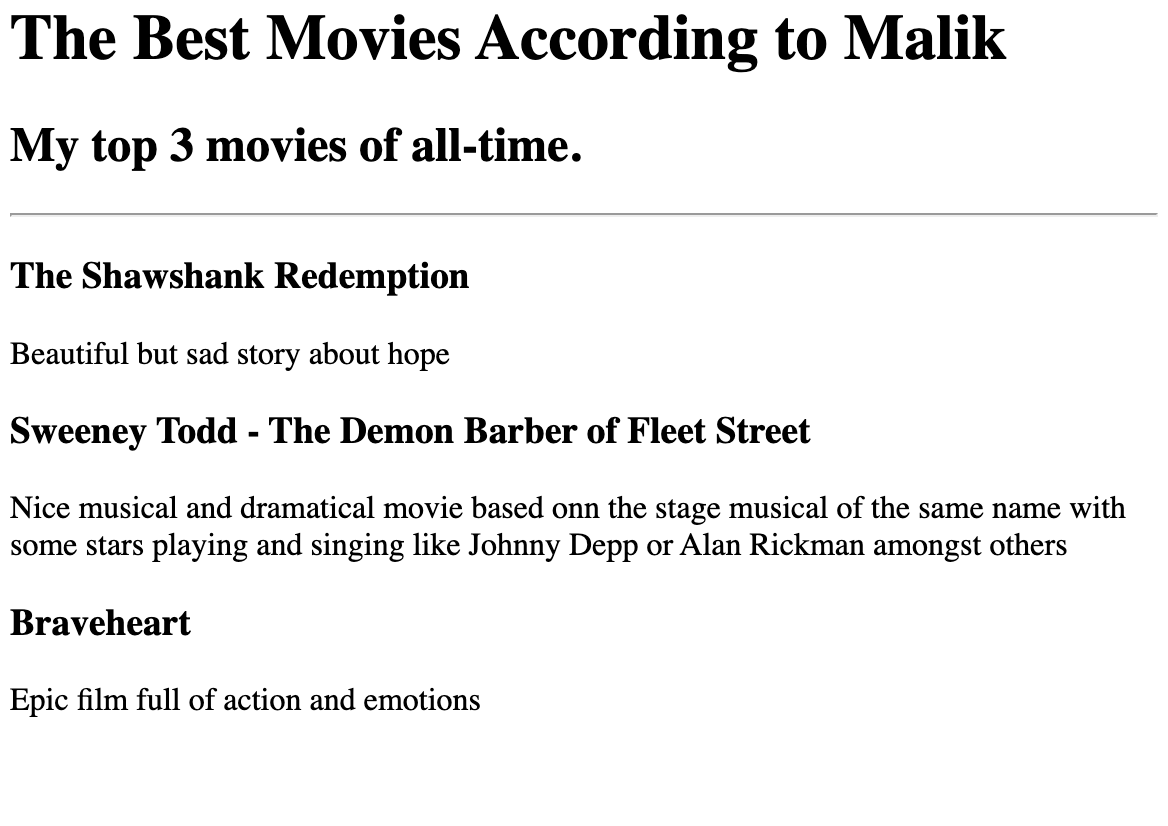 The Best Movies According to Malik
My top 3 movies of all-time.
The Shawshank Redemption
Beautiful but sad story about hope
Sweeney Todd - The Demon Barber of Fleet Street
Nice musical and dramatical movie based onn the stage musical of the same name with
some stars playing and singing like Johnny Depp or Alan Rickman amongst others
Braveheart
Epic film full of action and emotions